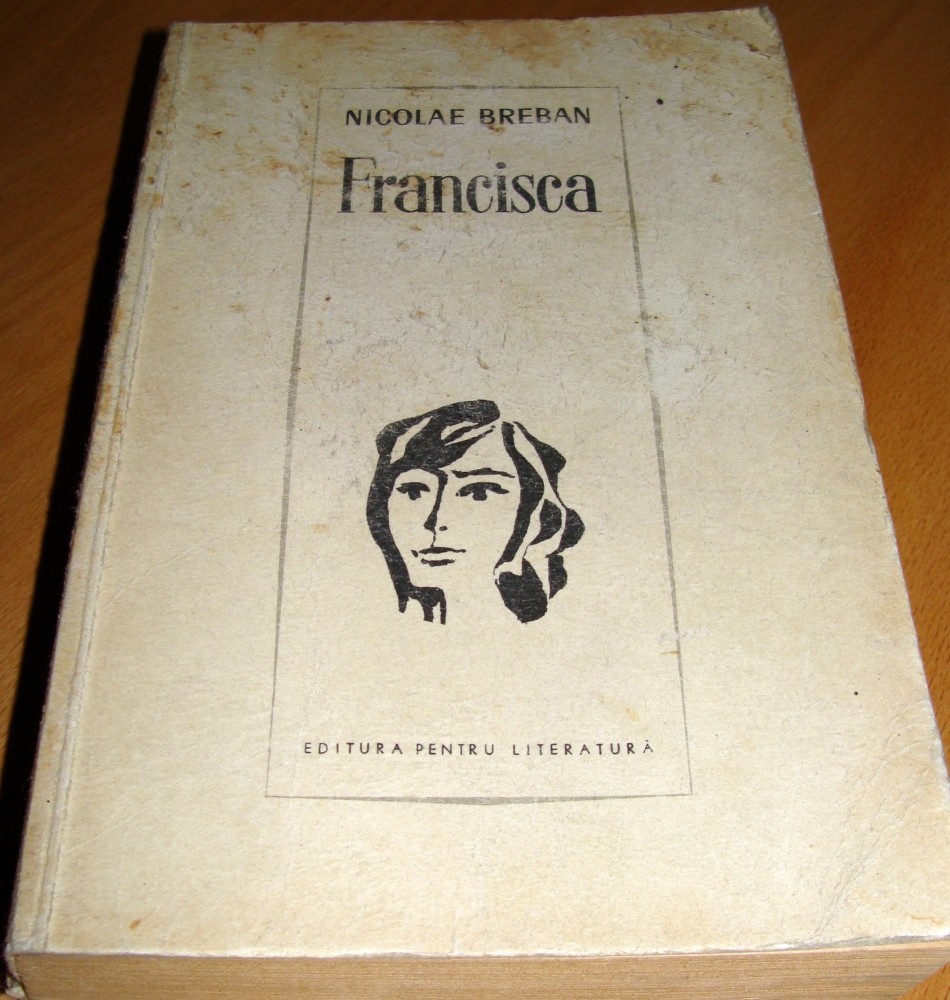 NICOLAE BREBAN
Francisca
EDITURA PENTRU LITERATURĂ